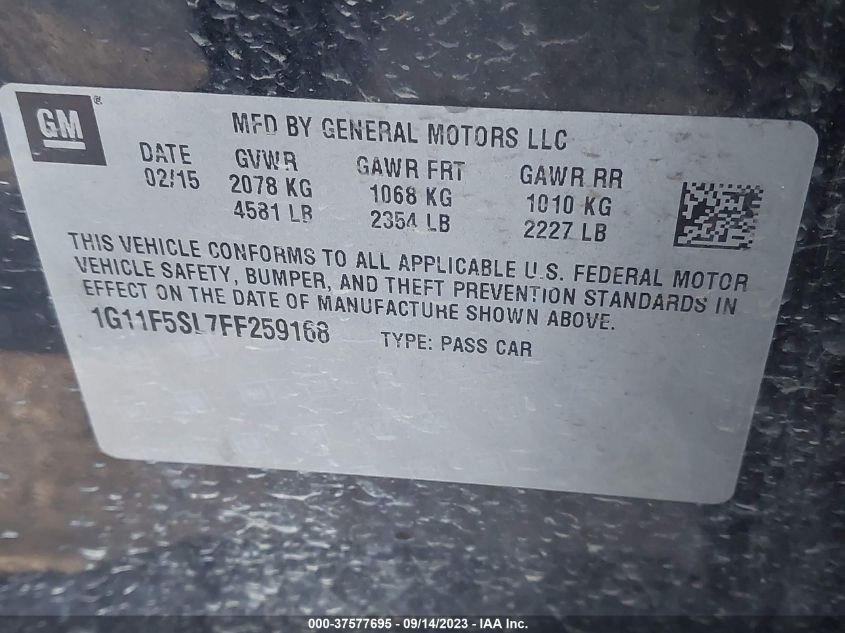 GM®
MFD BY GENERAL MOTORS LLC
DATE GVWR GAWR FRT GAWR RR
02/15 2078 KG 1068 KG 1010 KG
4581 LB 2354 LB 2227 LB
THIS VEHICLE CONFORMS TO ALL APPLICABLE U.S. FEDERAL MOTOR
VEHICLE SAFETY, BUMPER, AND THEFT PREVENTION STANDARDS IN
EFFECT ON THE DATE OF MANUFACTURE SHOWN ABOVE.
1G11F5SL7FF259168 TYPE: PASS CAR
000-37577695 - 09/14/2023 - IAA Inc.